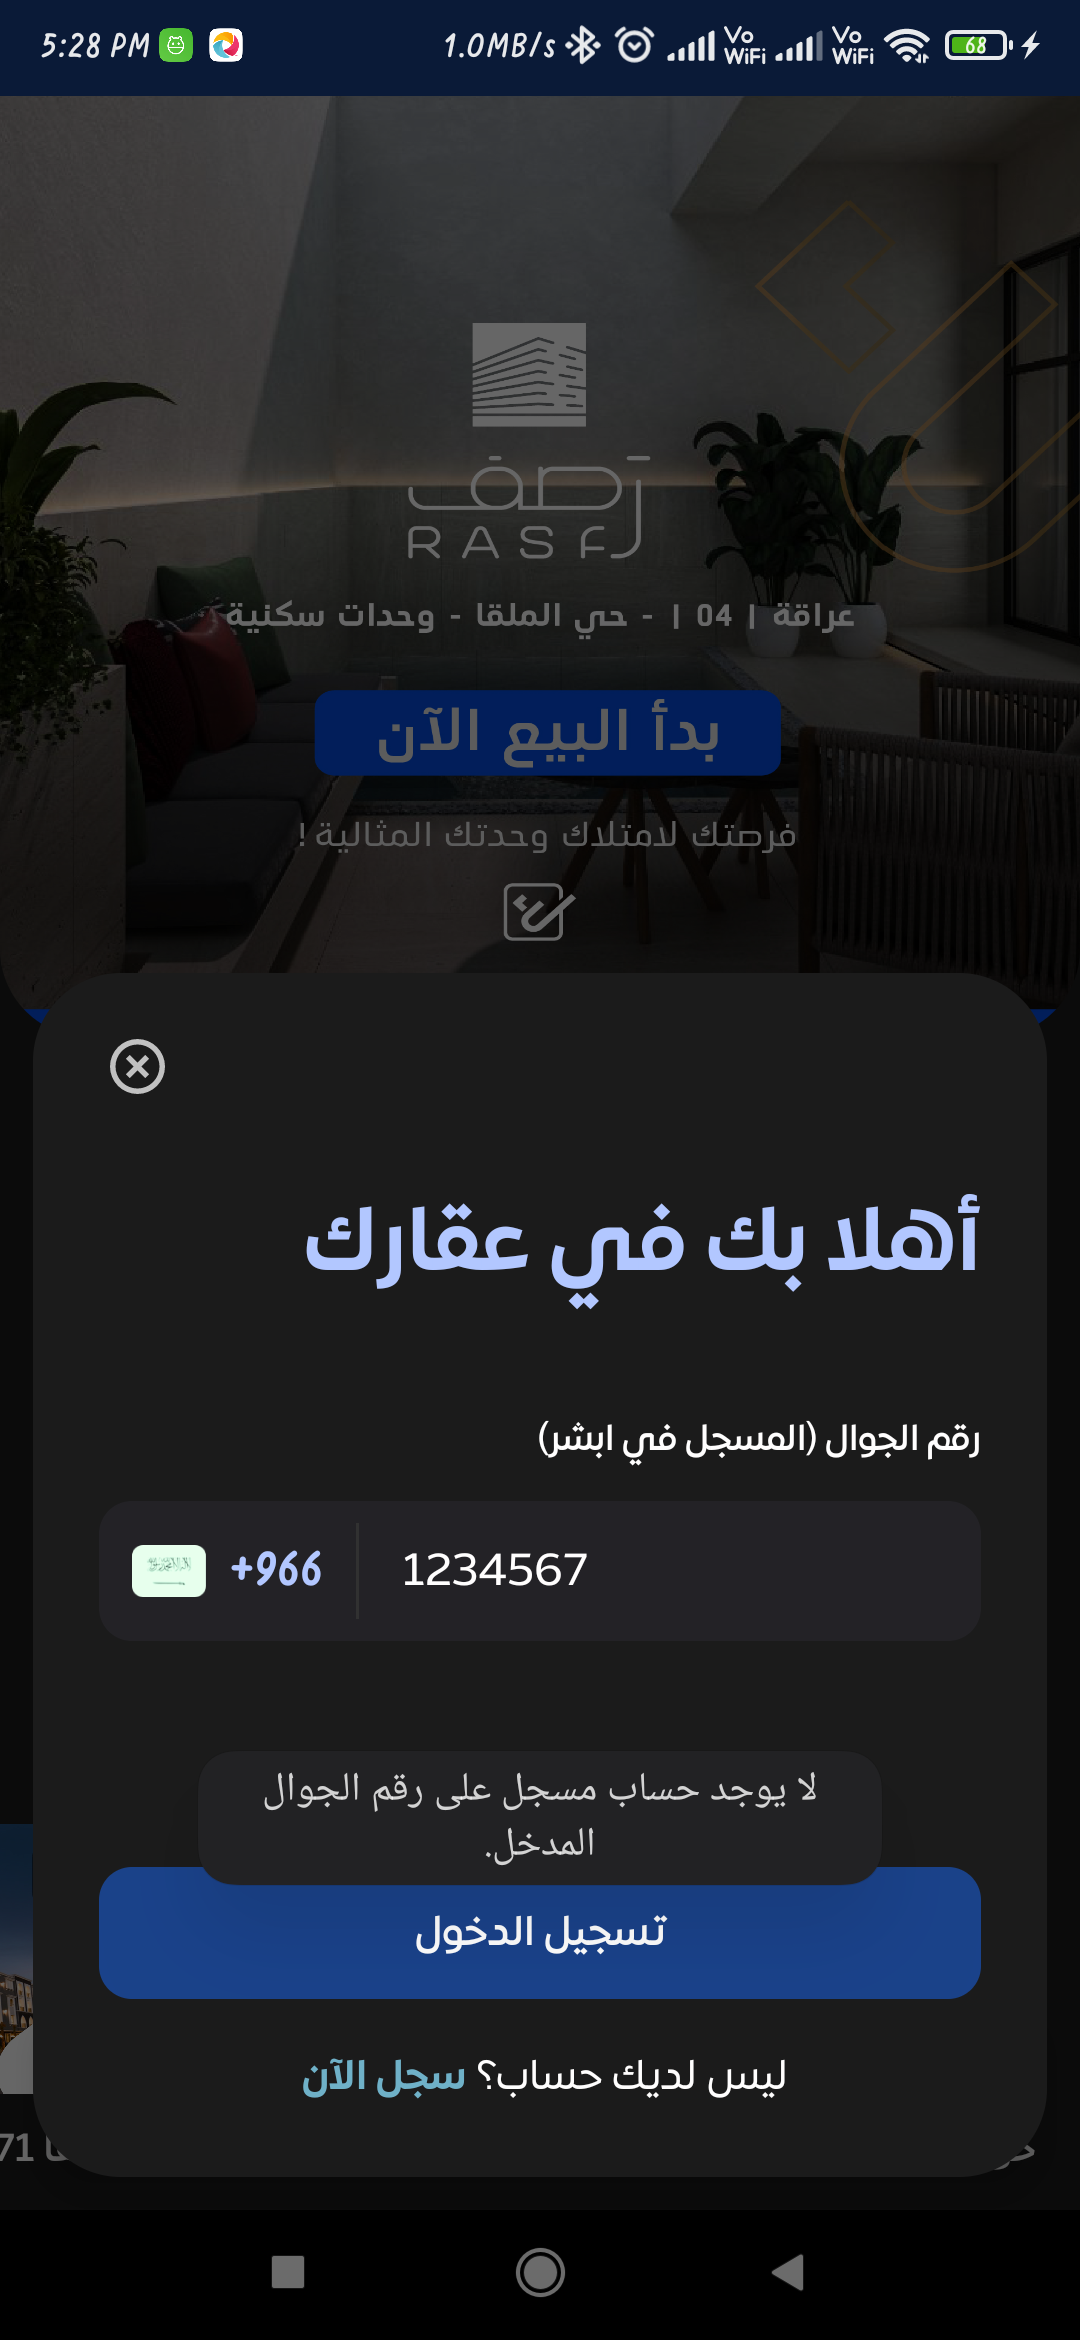 5:28 PM
1.0MB/s
Vo WiFi
Vo WiFi
68
رَصف
RASF
عراقة | 04 | - حي الملقا - وحدات سكنية
بدأ البيع الآن
فرصتك لامتلاك وحدتك المثالية !
أهلا بك في عقارك
رقم الجوال (المسجل في ابشر)
+966
1234567
لا يوجد حساب مسجل على رقم الجوال
المدخل.
تسجيل الدخول
ليس لديك حساب؟ سجل الآن
71